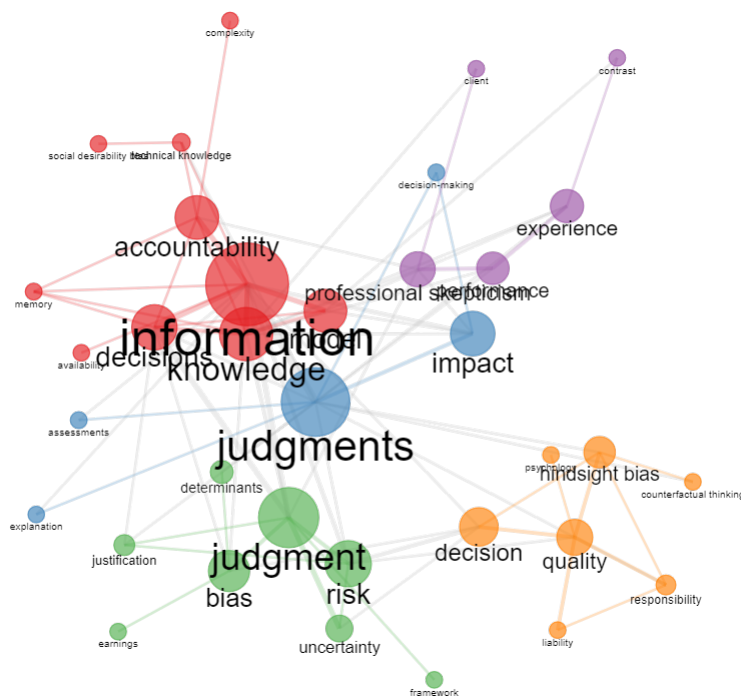 complexity
contrast
client
social desirability bias
technical knowledge
decision-making
experience
accountability
professional skepticism
performance
memory
information
model
decisions
knowledge
availability
impact
assessments
judgments
psychology
hindsight bias
counterfactual thinking
determinants
explanation
justification
judgment
decision
quality
bias
risk
responsibility
earnings
uncertainty
liability
framework